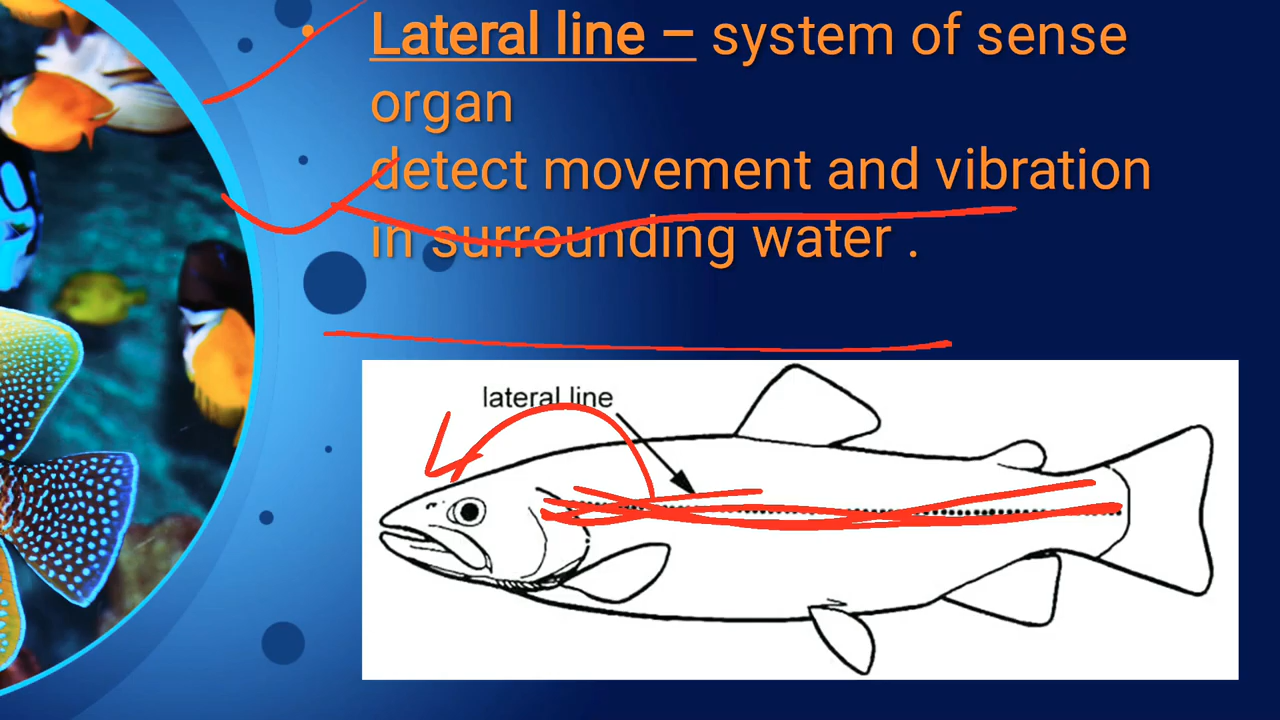 Lateral line – system of sense
organ
detect movement and vibration
in surrounding water .
lateral line